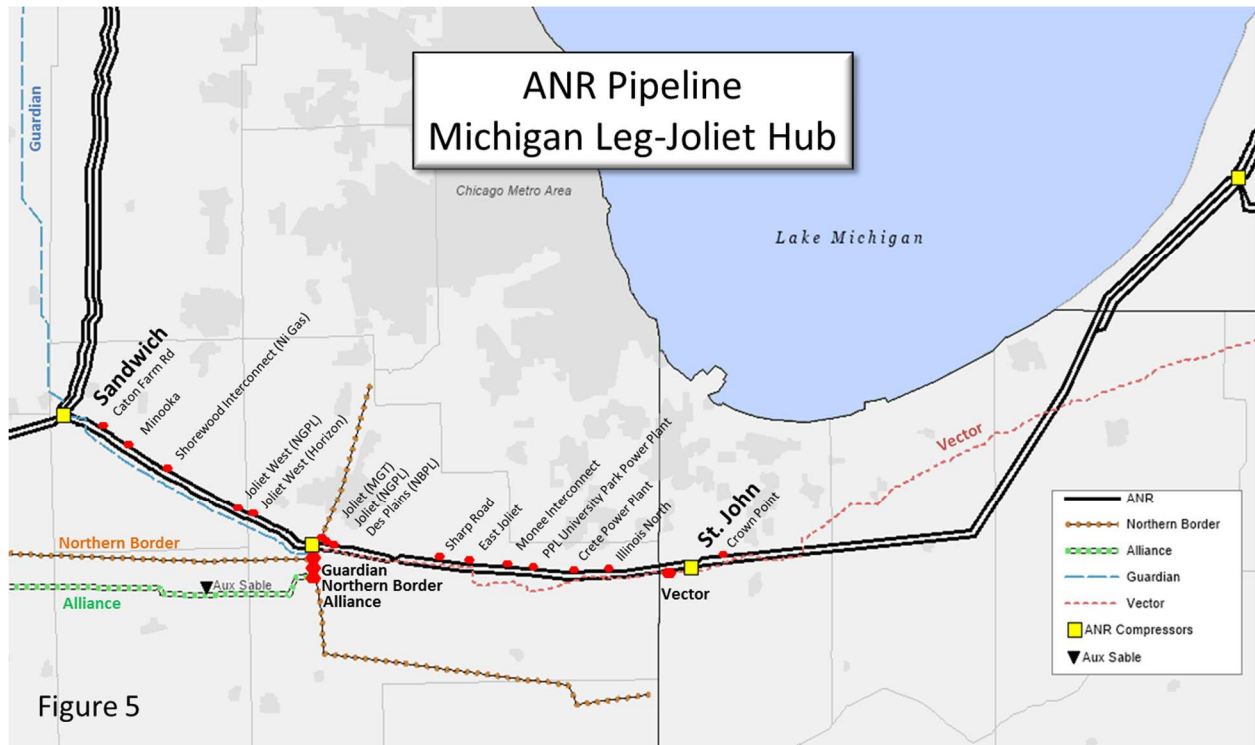 ANR Pipeline
Michigan Leg-Joliet Hub
Guardian
Chicago Metro Area
Lake Michigan
Sandwich
Caton Farm Rd
Minooka
Shorewood Interconnect (Ni Gas)
Joliet West (NGPL)
Joliet West (Horizon)
Joliet (MGT)
Joliet (NGPL)
Des Plains (NBPL)
Sharp Road
East Joliet
Monee Interconnect
PPL University Park Power Plant
Crete Power Plant
Illinois North
St. John
Crown Point
Vector
Northern Border
Alliance
Aux Sable
Guardian
Northern Border
Alliance
Vector
ANR
Northern Border
Alliance
Guardian
Vector
ANR Compressors
Aux Sable
Figure 5